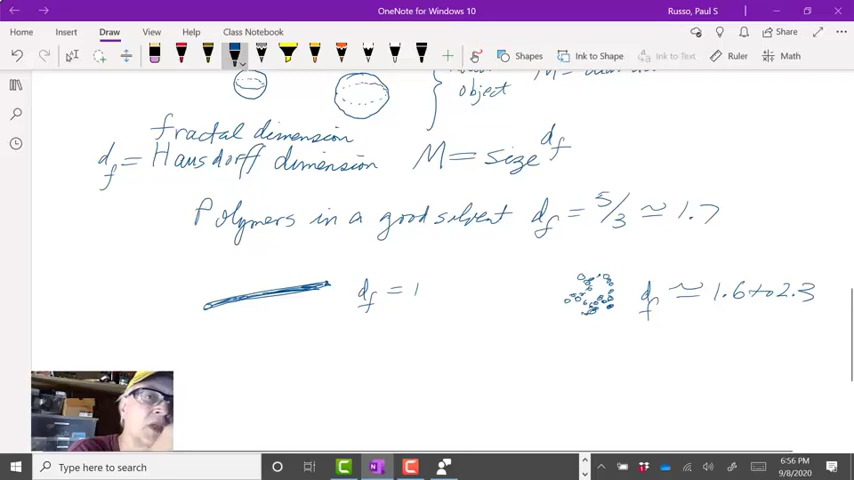 OneNote for Windows 10
Russo, Paul S
Home Insert Draw View Help Class Notebook
Share
Shapes Ink to Shape Ink to Text Ruler Math
object
M =
fractal dimension
df = Hausdorff dimension M = size df
Polymers in a good solvent df = 5/3 ≃ 1.7
df = 1
df ≃ 1.6 to 2.3
Type here to search
6:56 PM
9/8/2020